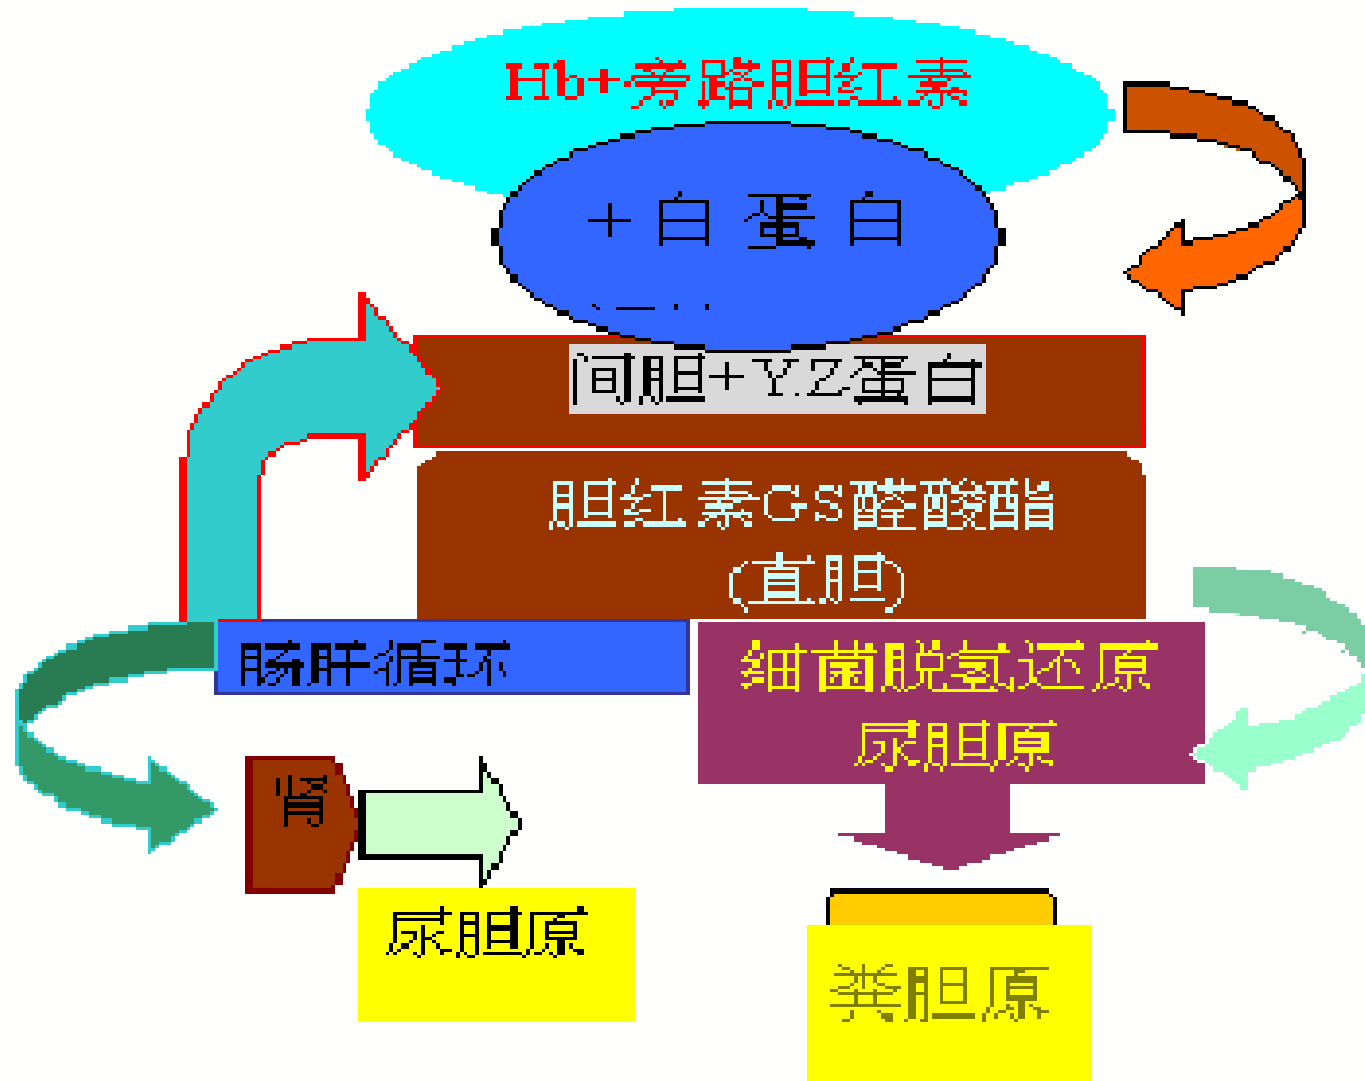 Hb+旁路胆红素
+白蛋白
间胆+Y.Z蛋白
胆红素GS醛酸酯
(直胆)
肠肝循环
细菌脱氢还原
尿胆原
肾
尿胆原
粪胆原